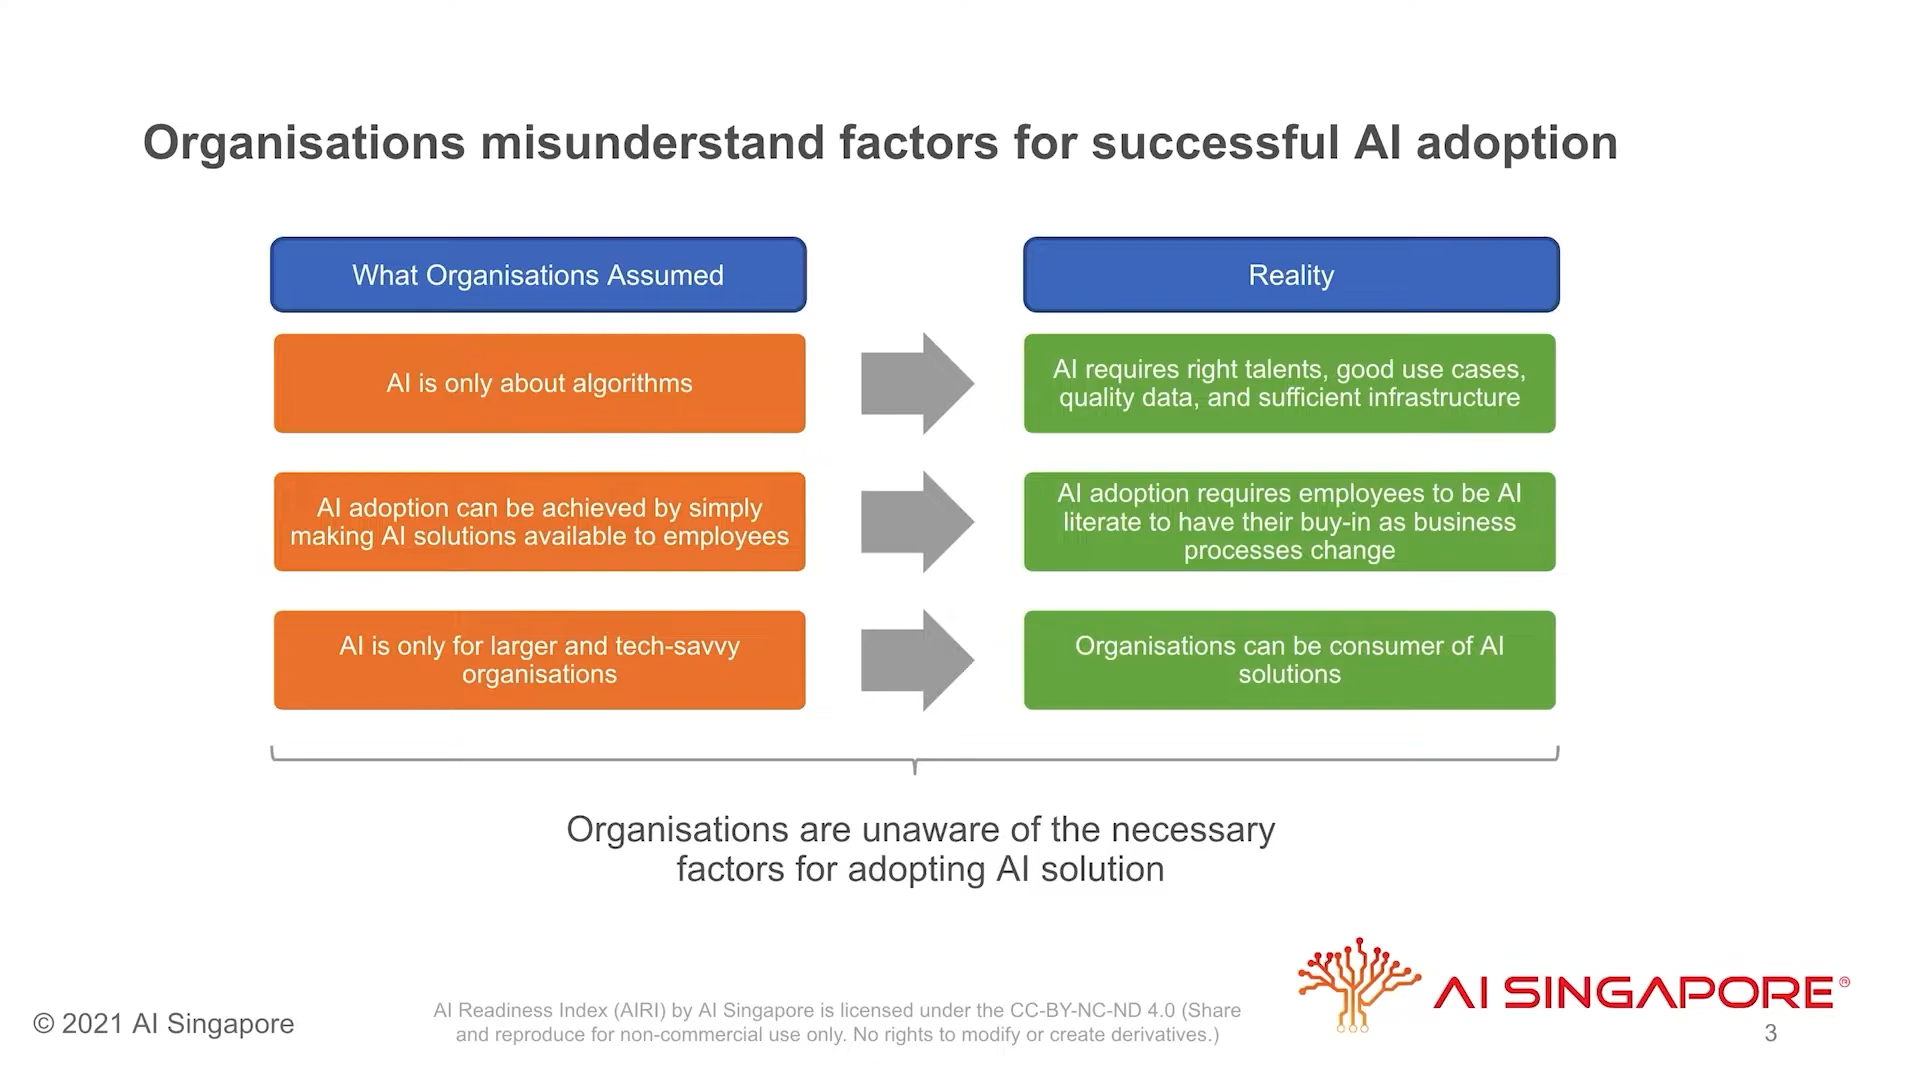 Organisations misunderstand factors for successful AI adoption
What Organisations Assumed
Reality
AI is only about algorithms
AI requires right talents, good use cases,
quality data, and sufficient infrastructure
AI adoption can be achieved by simply
making AI solutions available to employees
AI adoption requires employees to be AI
literate to have their buy-in as business
processes change
AI is only for larger and tech-savvy
organisations
Organisations can be consumer of AI
solutions
Organisations are unaware of the necessary
factors for adopting AI solution
© 2021 AI Singapore
AI Readiness Index (AIRI) by AI Singapore is licensed under the CC-BY-NC-ND 4.0 (Share
and reproduce for non-commercial use only. No rights to modify or create derivatives.)
AI SINGAPORE®
3